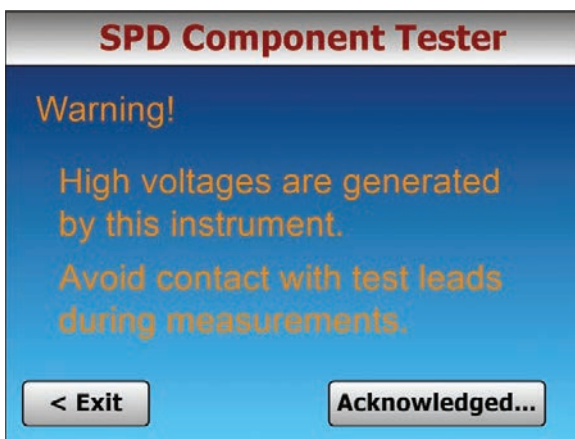 SPD Component Tester
Warning!
High voltages are generated
by this instrument.
Avoid contact with test leads
during measurements.
< Exit
Acknowledged...